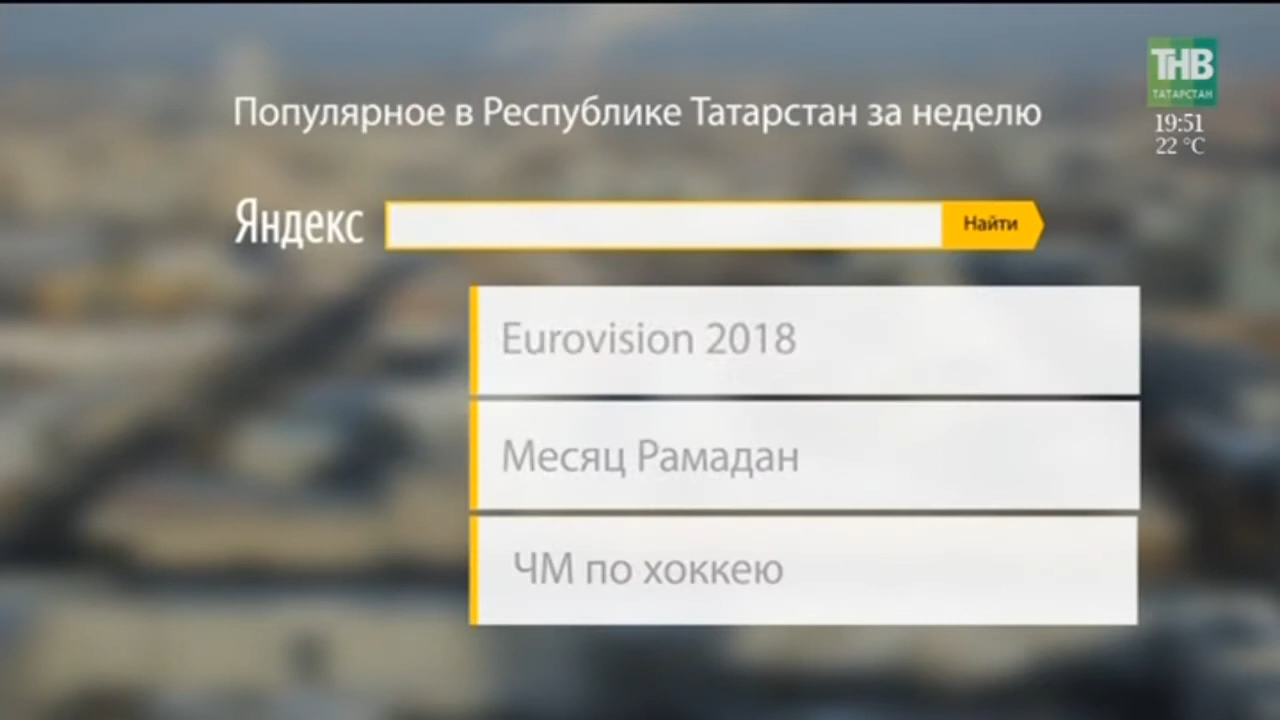 ТНВ
ТАТАРСТАН
19:51
22 °C
Популярное в Республике Татарстан за неделю
Яндекс
Найти
Eurovision 2018
Месяц Рамадан
ЧМ по хоккею